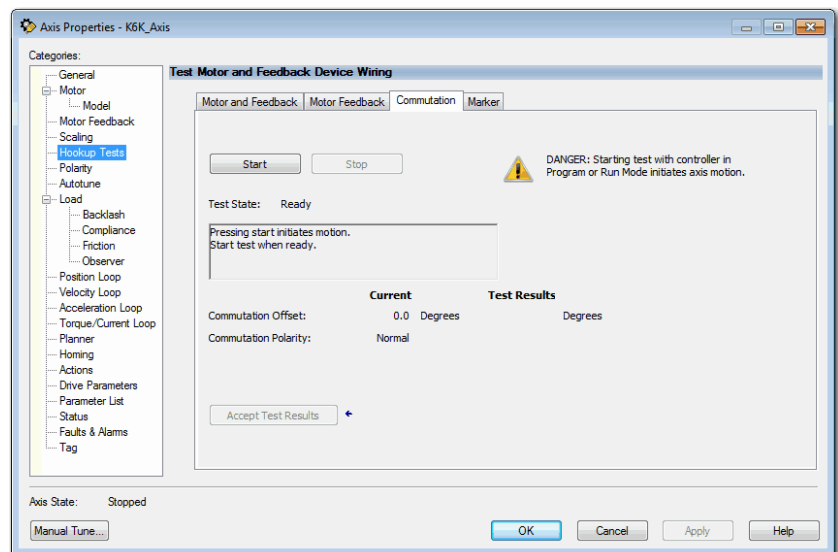 Axis Properties - K6K_Axis
Categories:
General
Motor
Model
Motor Feedback
Scaling
Hookup Tests
Polarity
Autotune
Load
Backlash
Compliance
Friction
Observer
Position Loop
Velocity Loop
Acceleration Loop
Torque/Current Loop
Planner
Homing
Actions
Drive Parameters
Parameter List
Status
Faults & Alarms
Tag
Test Motor and Feedback Device Wiring
Motor and Feedback Motor Feedback Commutation Marker
Start Stop
DANGER: Starting test with controller in
Program or Run Mode initiates axis motion.
Test State: Ready
Pressing start initiates motion.
Start test when ready.
Current Test Results
Commutation Offset: 0.0 Degrees Degrees
Commutation Polarity: Normal
Accept Test Results
Axis State: Stopped
Manual Tune... OK Cancel Apply Help